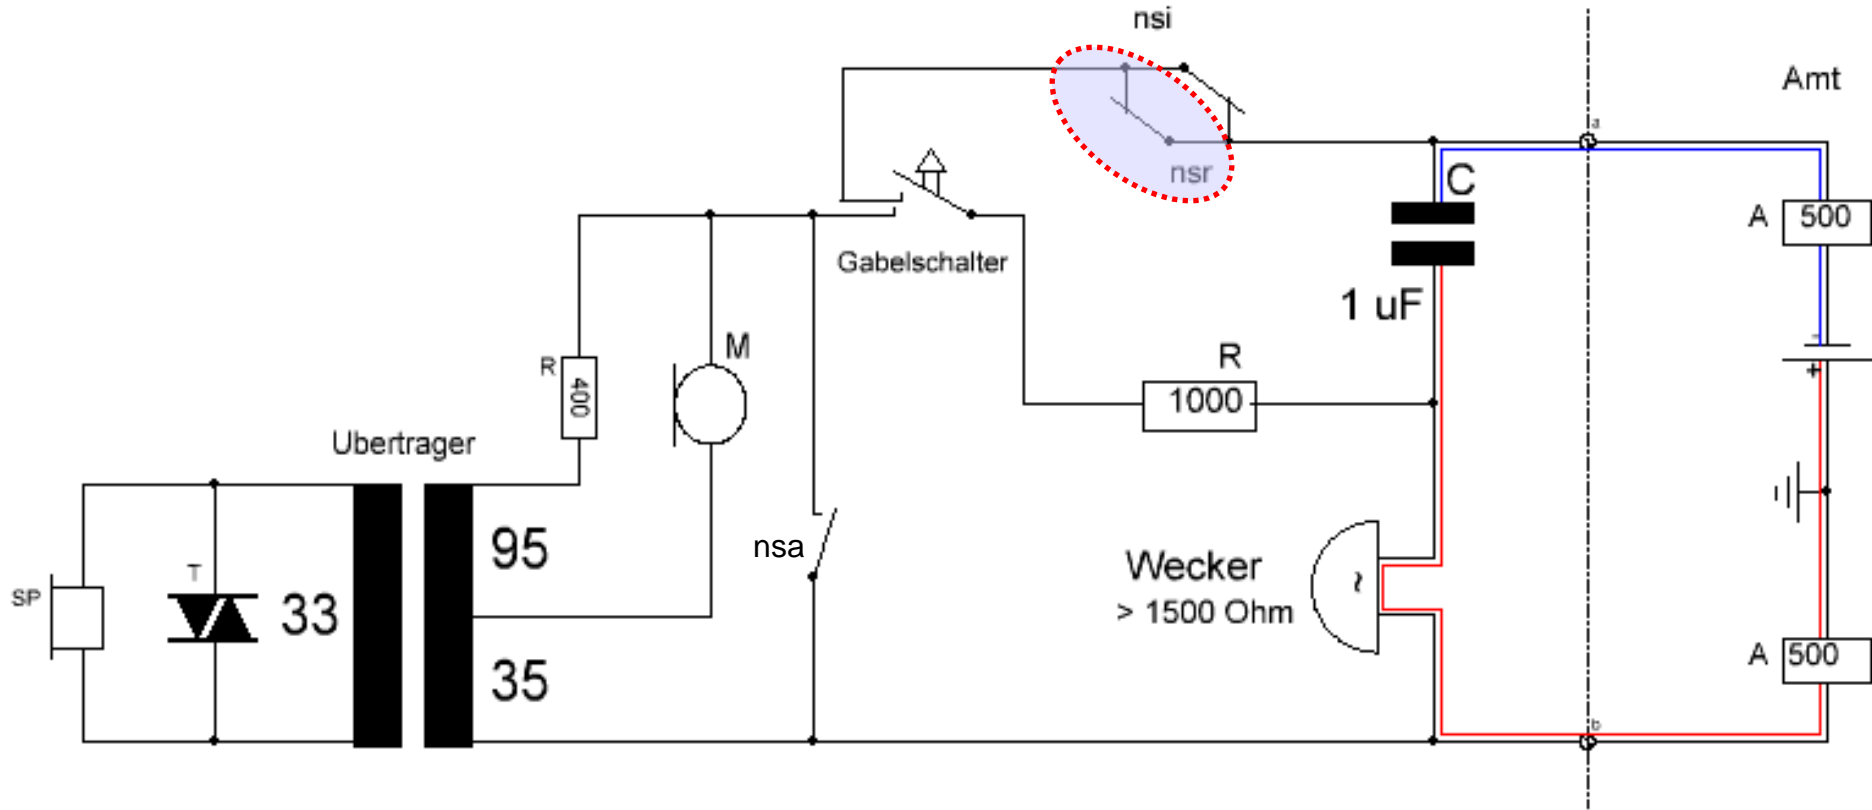 nsi
Amt
a
nsr
C
A
500
Gabelschalter
1 uF
-
+
M
R
R
400
1000
Ubertrager
nsa
95
T
SP
33
Wecker
~
> 1500 Ohm
A
500
35
b